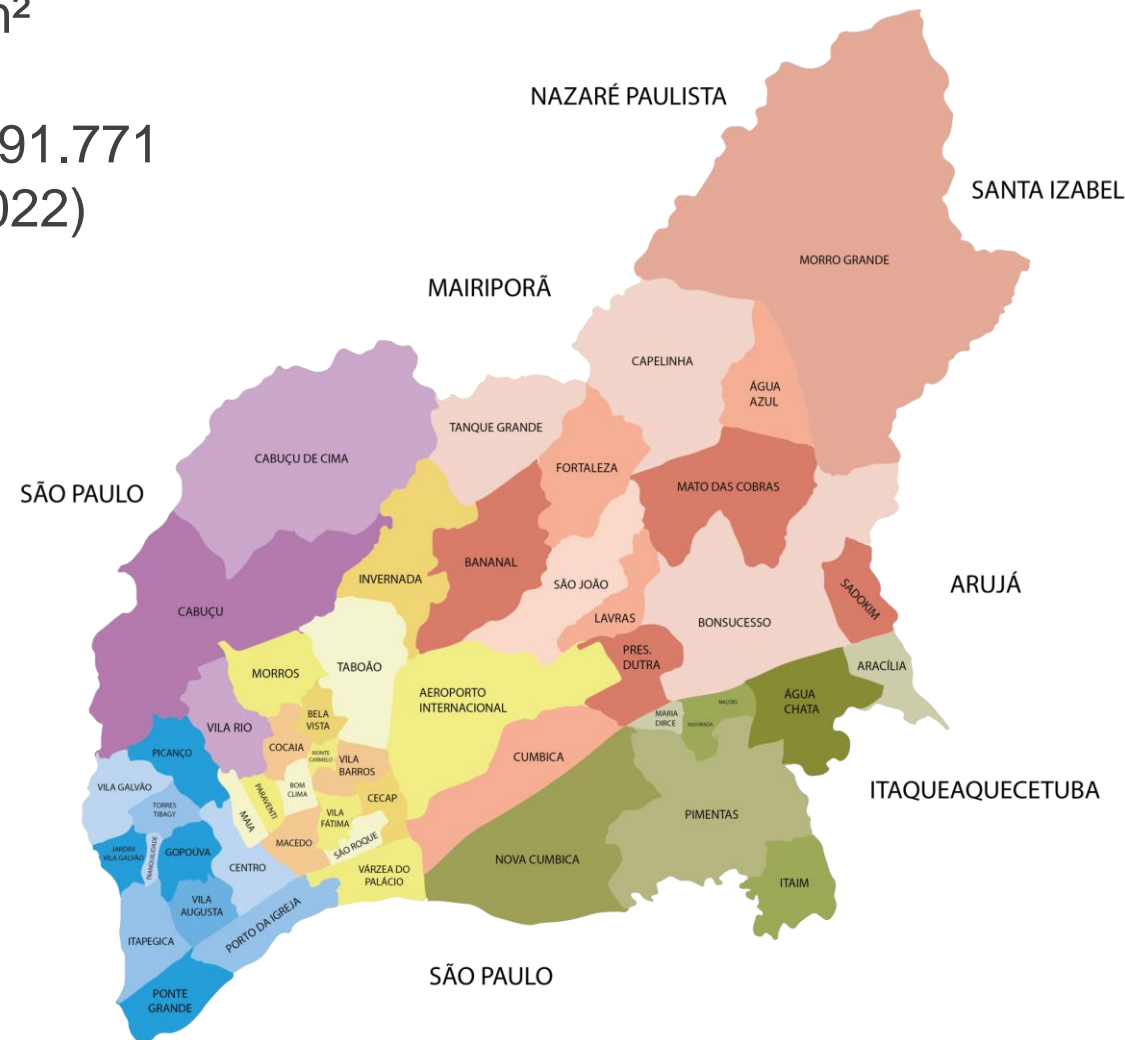 m²
NAZARÉ PAULISTA
91.771
022)
SANTA IZABEL
MORRO GRANDE
MAIRIPORÃ
CAPELINHA
ÁGUA
AZUL
TANQUE GRANDE
CABUÇU DE CIMA
FORTALEZA
MATO DAS COBRAS
SÃO PAULO
BANANAL
INVERNADA
SÃO JOÃO
ARUJÁ
SADOKIM
CABUÇU
LAVRAS
BONSUCESSO
PRES.
DUTRA
TABOÃO
MORROS
ARACÍLIA
AEROPORTO
INTERNACIONAL
ÁGUA
CHATA
NAÇÕES
MARIA
DIRCE
ALVORADA
BELA
VISTA
VILA RIO
COCAIA
MONTE
CARMELO
VILA
BARROS
CUMBICA
PICANÇO
VILA GALVÃO
ITAQUEAQUECETUBA
BOM
CLIMA
PARAVENTI
CECAP
TORRES
TIBAGY
MAIA
VILA
FÁTIMA
PIMENTAS
MACEDO
SÃO ROQUE
JARDIM
VILA GALVÃO
TRANQUILIDADE
GOPOÚVA
CENTRO
NOVA CUMBICA
VÁRZEA DO
PALÁCIO
ITAIM
VILA
AUGUSTA
PORTO DA IGREJA
ITAPEGICA
SÃO PAULO
PONTE
GRANDE